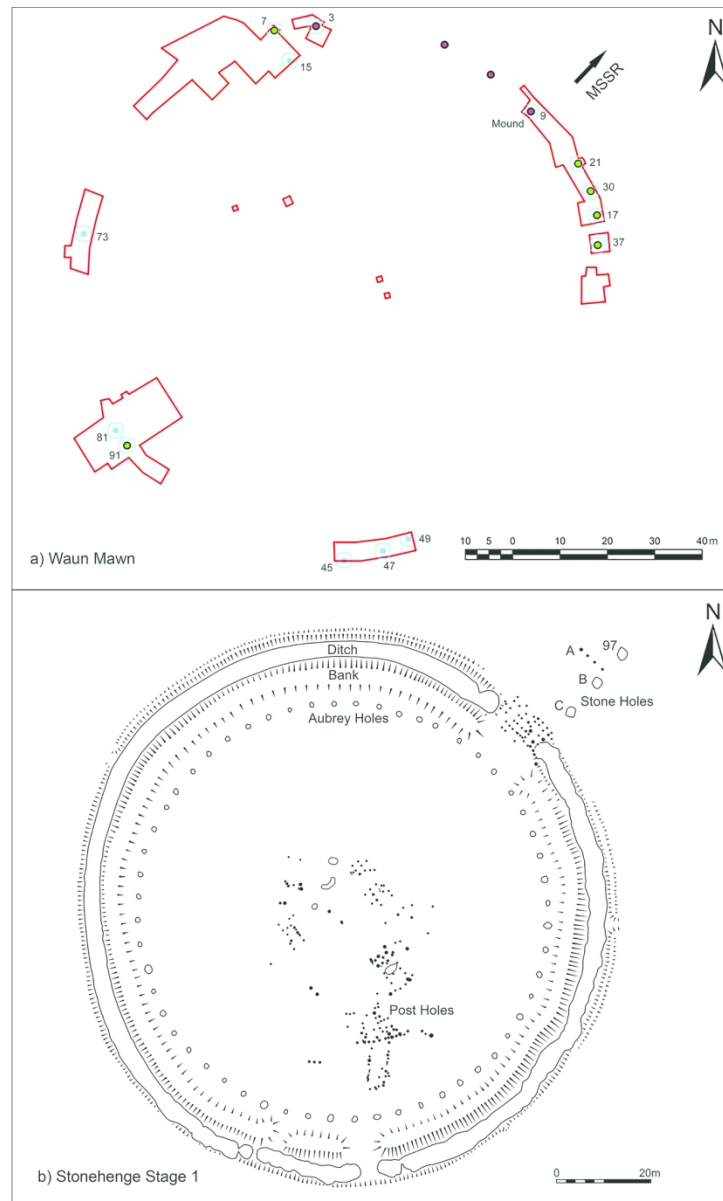 7
3
N
15
MSSR
9
Mound
21
30
17
73
37
81
91
49
a) Waun Mawn
45
47
10 5 0 10 20 30 40 m
N
Ditch
A
97
Bank
B
Aubrey Holes
C
Stone Holes
Post Holes
b) Stonehenge Stage 1
0 20m